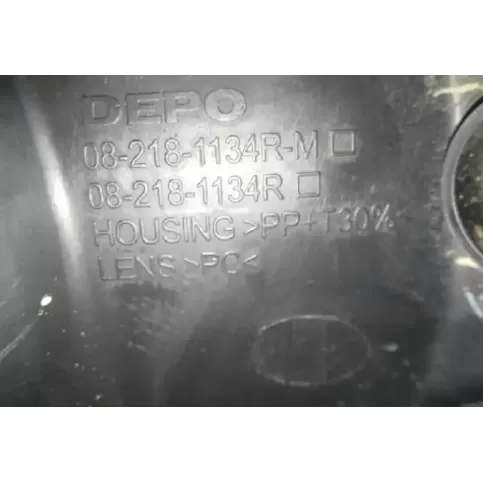 DEPO
08-218-1134R-M □
08-218-1134R □
HOUSING >PP+T30%<
LENS >PC<